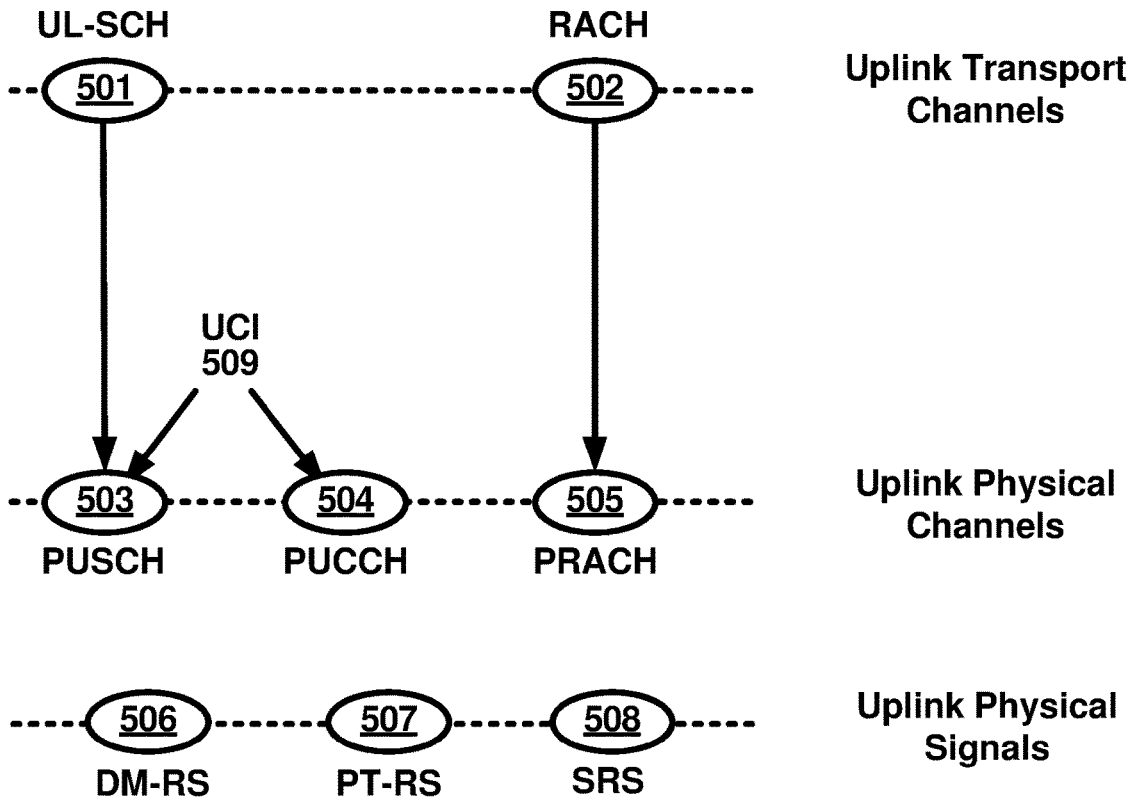 UL-SCH
RACH
501
502
Uplink Transport
Channels
UCI
509
503
504
505
Uplink Physical
Channels
PUSCH
PUCCH
PRACH
506
507
508
Uplink Physical
Signals
DM-RS
PT-RS
SRS